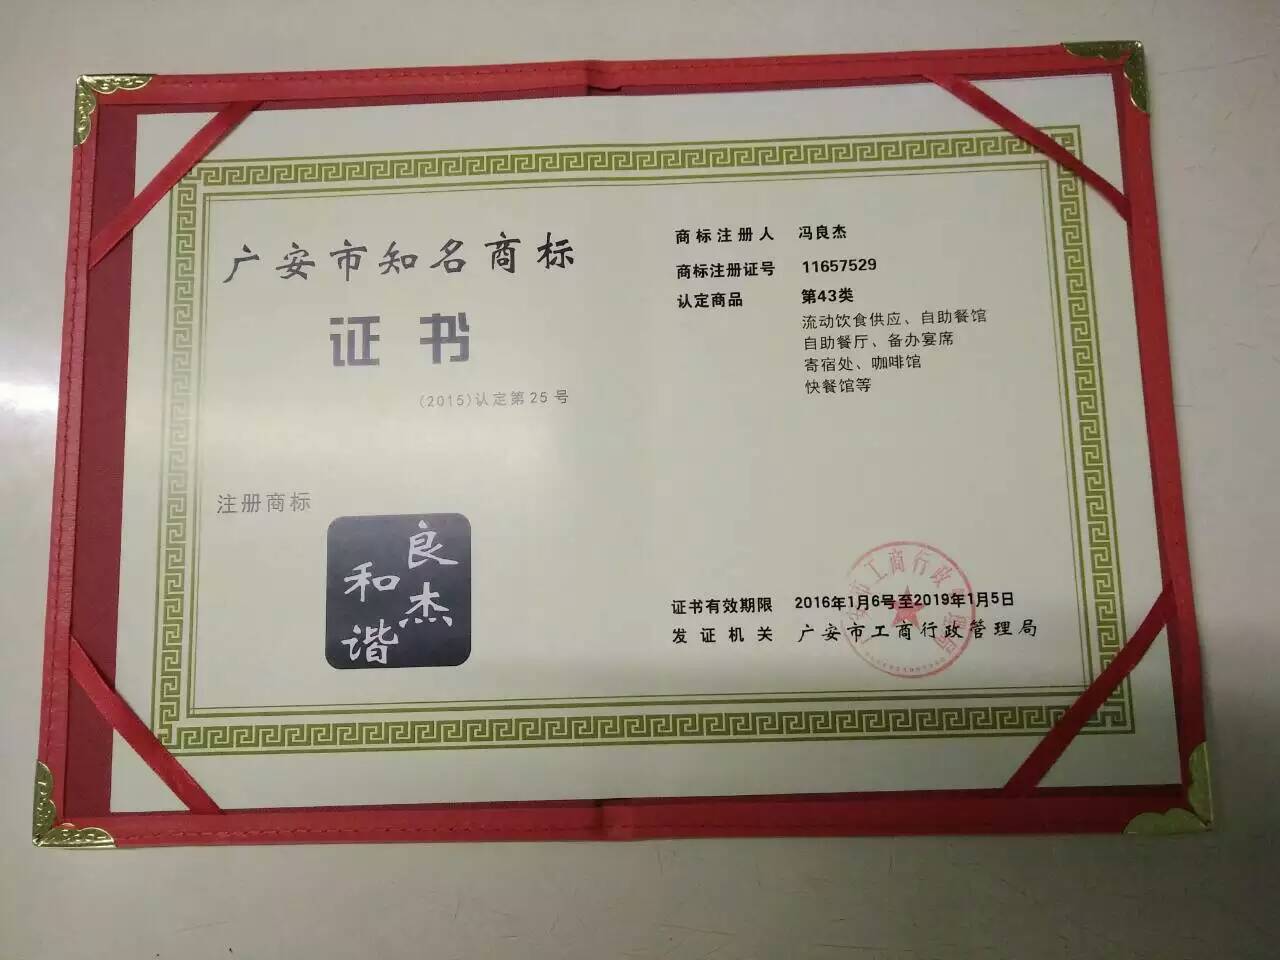 广安市知名商标
证书
(2015)认定第25号
注册商标
良杰
和谐
商标注册人 冯良杰
商标注册证号 11657529
认定商品 第43类
流动饮食供应、自助餐馆
自助餐厅、备办宴席
寄宿处、咖啡馆
快餐馆等
证书有效期限 2016年1月6号至2019年1月5日
发证机关 广安市工商行政管理局
市工商行政